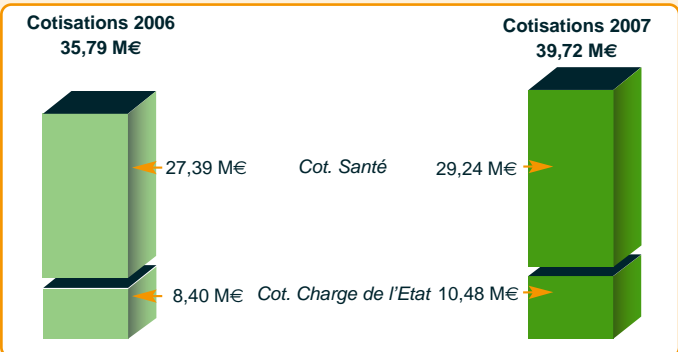 Cotisations 2006
35,79 M€
Cotisations 2007
39,72 M€
27,39 M€ Cot. Santé 29,24 M€
8,40 M€ Cot. Charge de l'Etat 10,48 M€